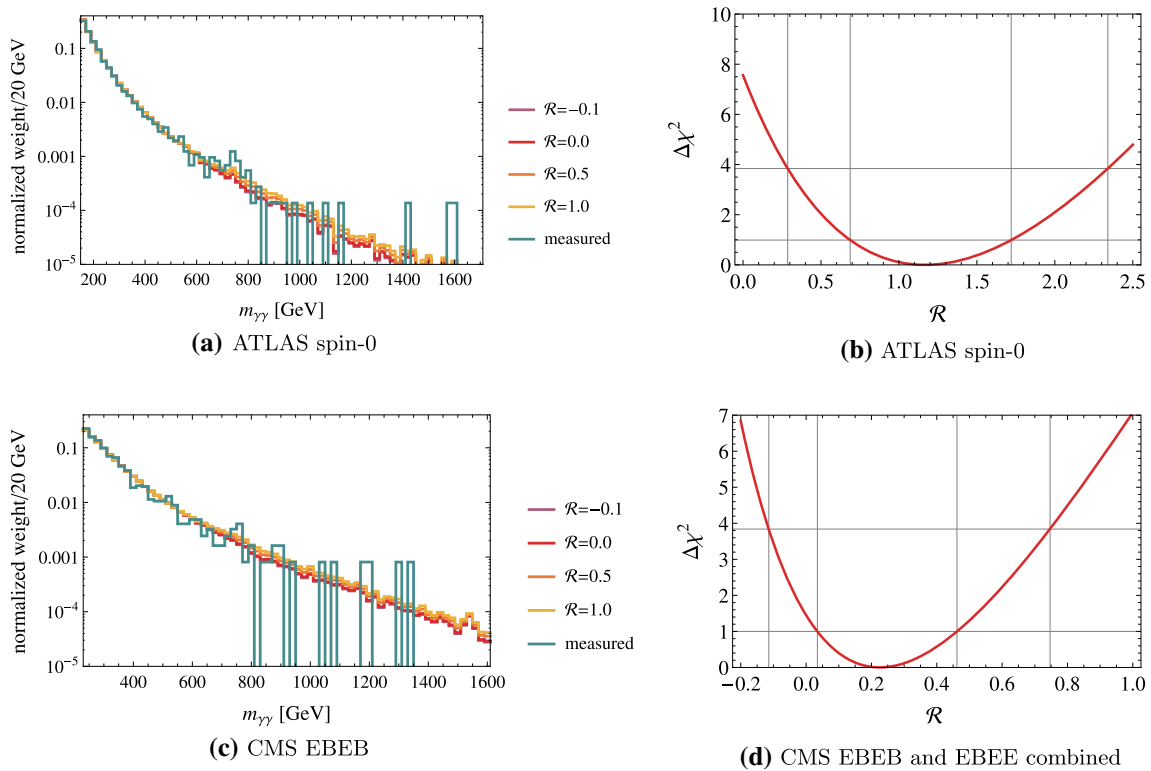 normalized weight/20 GeV
0.1
0.01
0.001
10⁻⁴
10⁻⁵
200 400 600 800 1000 1200 1400 1600
m_γγ [GeV]
ℛ=−0.1
ℛ=0.0
ℛ=0.5
ℛ=1.0
measured
(a) ATLAS spin-0
Δχ²
10
8
6
4
2
0
0.0 0.5 1.0 1.5 2.0 2.5
ℛ
(b) ATLAS spin-0
normalized weight/20 GeV
0.1
0.01
0.001
10⁻⁴
10⁻⁵
400 600 800 1000 1200 1400 1600
m_γγ [GeV]
ℛ=−0.1
ℛ=0.0
ℛ=0.5
ℛ=1.0
measured
(c) CMS EBEB
Δχ²
7
6
5
4
3
2
1
0
−0.2 0.0 0.2 0.4 0.6 0.8 1.0
ℛ
(d) CMS EBEB and EBEE combined